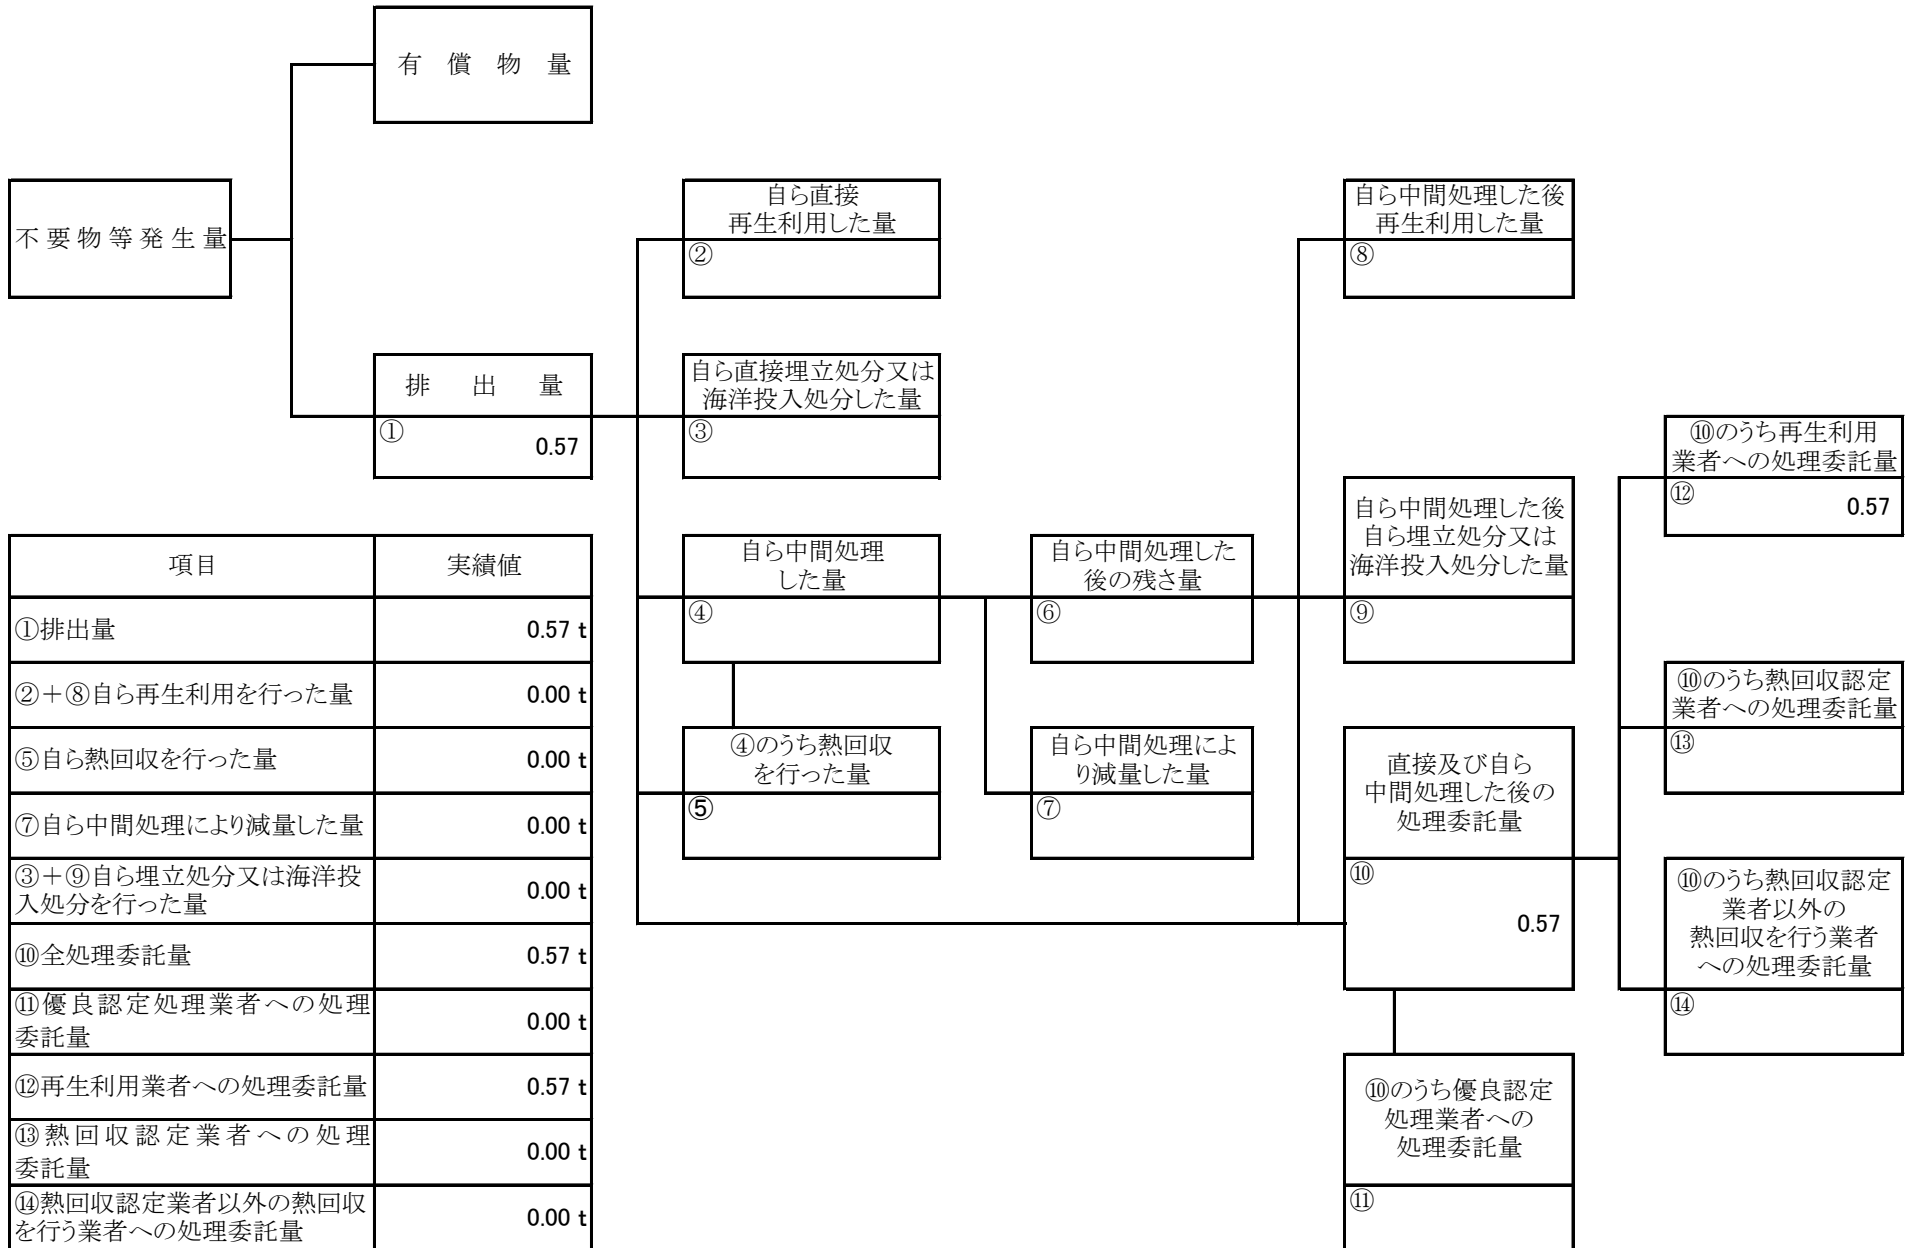 有償物量
不要物等発生量
排出量
①
0.57
自ら直接
再生利用した量
②
自ら直接埋立処分又は
海洋投入処分した量
③
自ら中間処理
した量
④
④のうち熱回収
を行った量
⑤
自ら中間処理した
後の残さ量
⑥
自ら中間処理によ
り減量した量
⑦
自ら中間処理した後
再生利用した量
⑧
自ら中間処理した後
自ら埋立処分又は
海洋投入処分した量
⑨
直接及び自ら
中間処理した後の
処理委託量
⑩
0.57
⑩のうち優良認定
処理業者への
処理委託量
⑪
⑩のうち再生利用
業者への処理委託量
⑫
0.57
⑩のうち熱回収認定
業者への処理委託量
⑬
⑩のうち熱回収認定
業者以外の
熱回収を行う業者
への処理委託量
⑭
項目 実績値
①排出量 0.57 t
②+⑧自ら再生利用を行った量 0.00 t
⑤自ら熱回収を行った量 0.00 t
⑦自ら中間処理により減量した量 0.00 t
③+⑨自ら埋立処分又は海洋投
入処分を行った量 0.00 t
⑩全処理委託量 0.57 t
⑪優良認定処理業者への処理
委託量 0.00 t
⑫再生利用業者への処理委託量 0.57 t
⑬熱回収認定業者への処理
委託量 0.00 t
⑭熱回収認定業者以外の熱回収
を行う業者への処理委託量 0.00 t